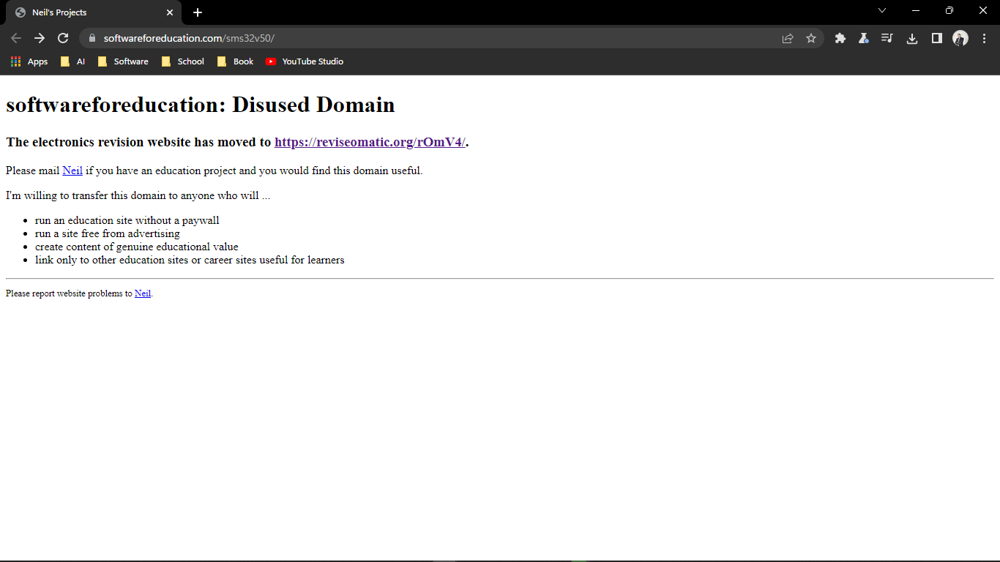 Neil's Projects
softwareforeducation.com/sms32v50/
Apps AI Software School Book YouTube Studio
softwareforeducation: Disused Domain
The electronics revision website has moved to https://reviseomatic.org/rOmV4/.
Please mail Neil if you have an education project and you would find this domain useful.
I'm willing to transfer this domain to anyone who will ...
• run an education site without a paywall
• run a site free from advertising
• create content of genuine educational value
• link only to other education sites or career sites useful for learners
Please report website problems to Neil.